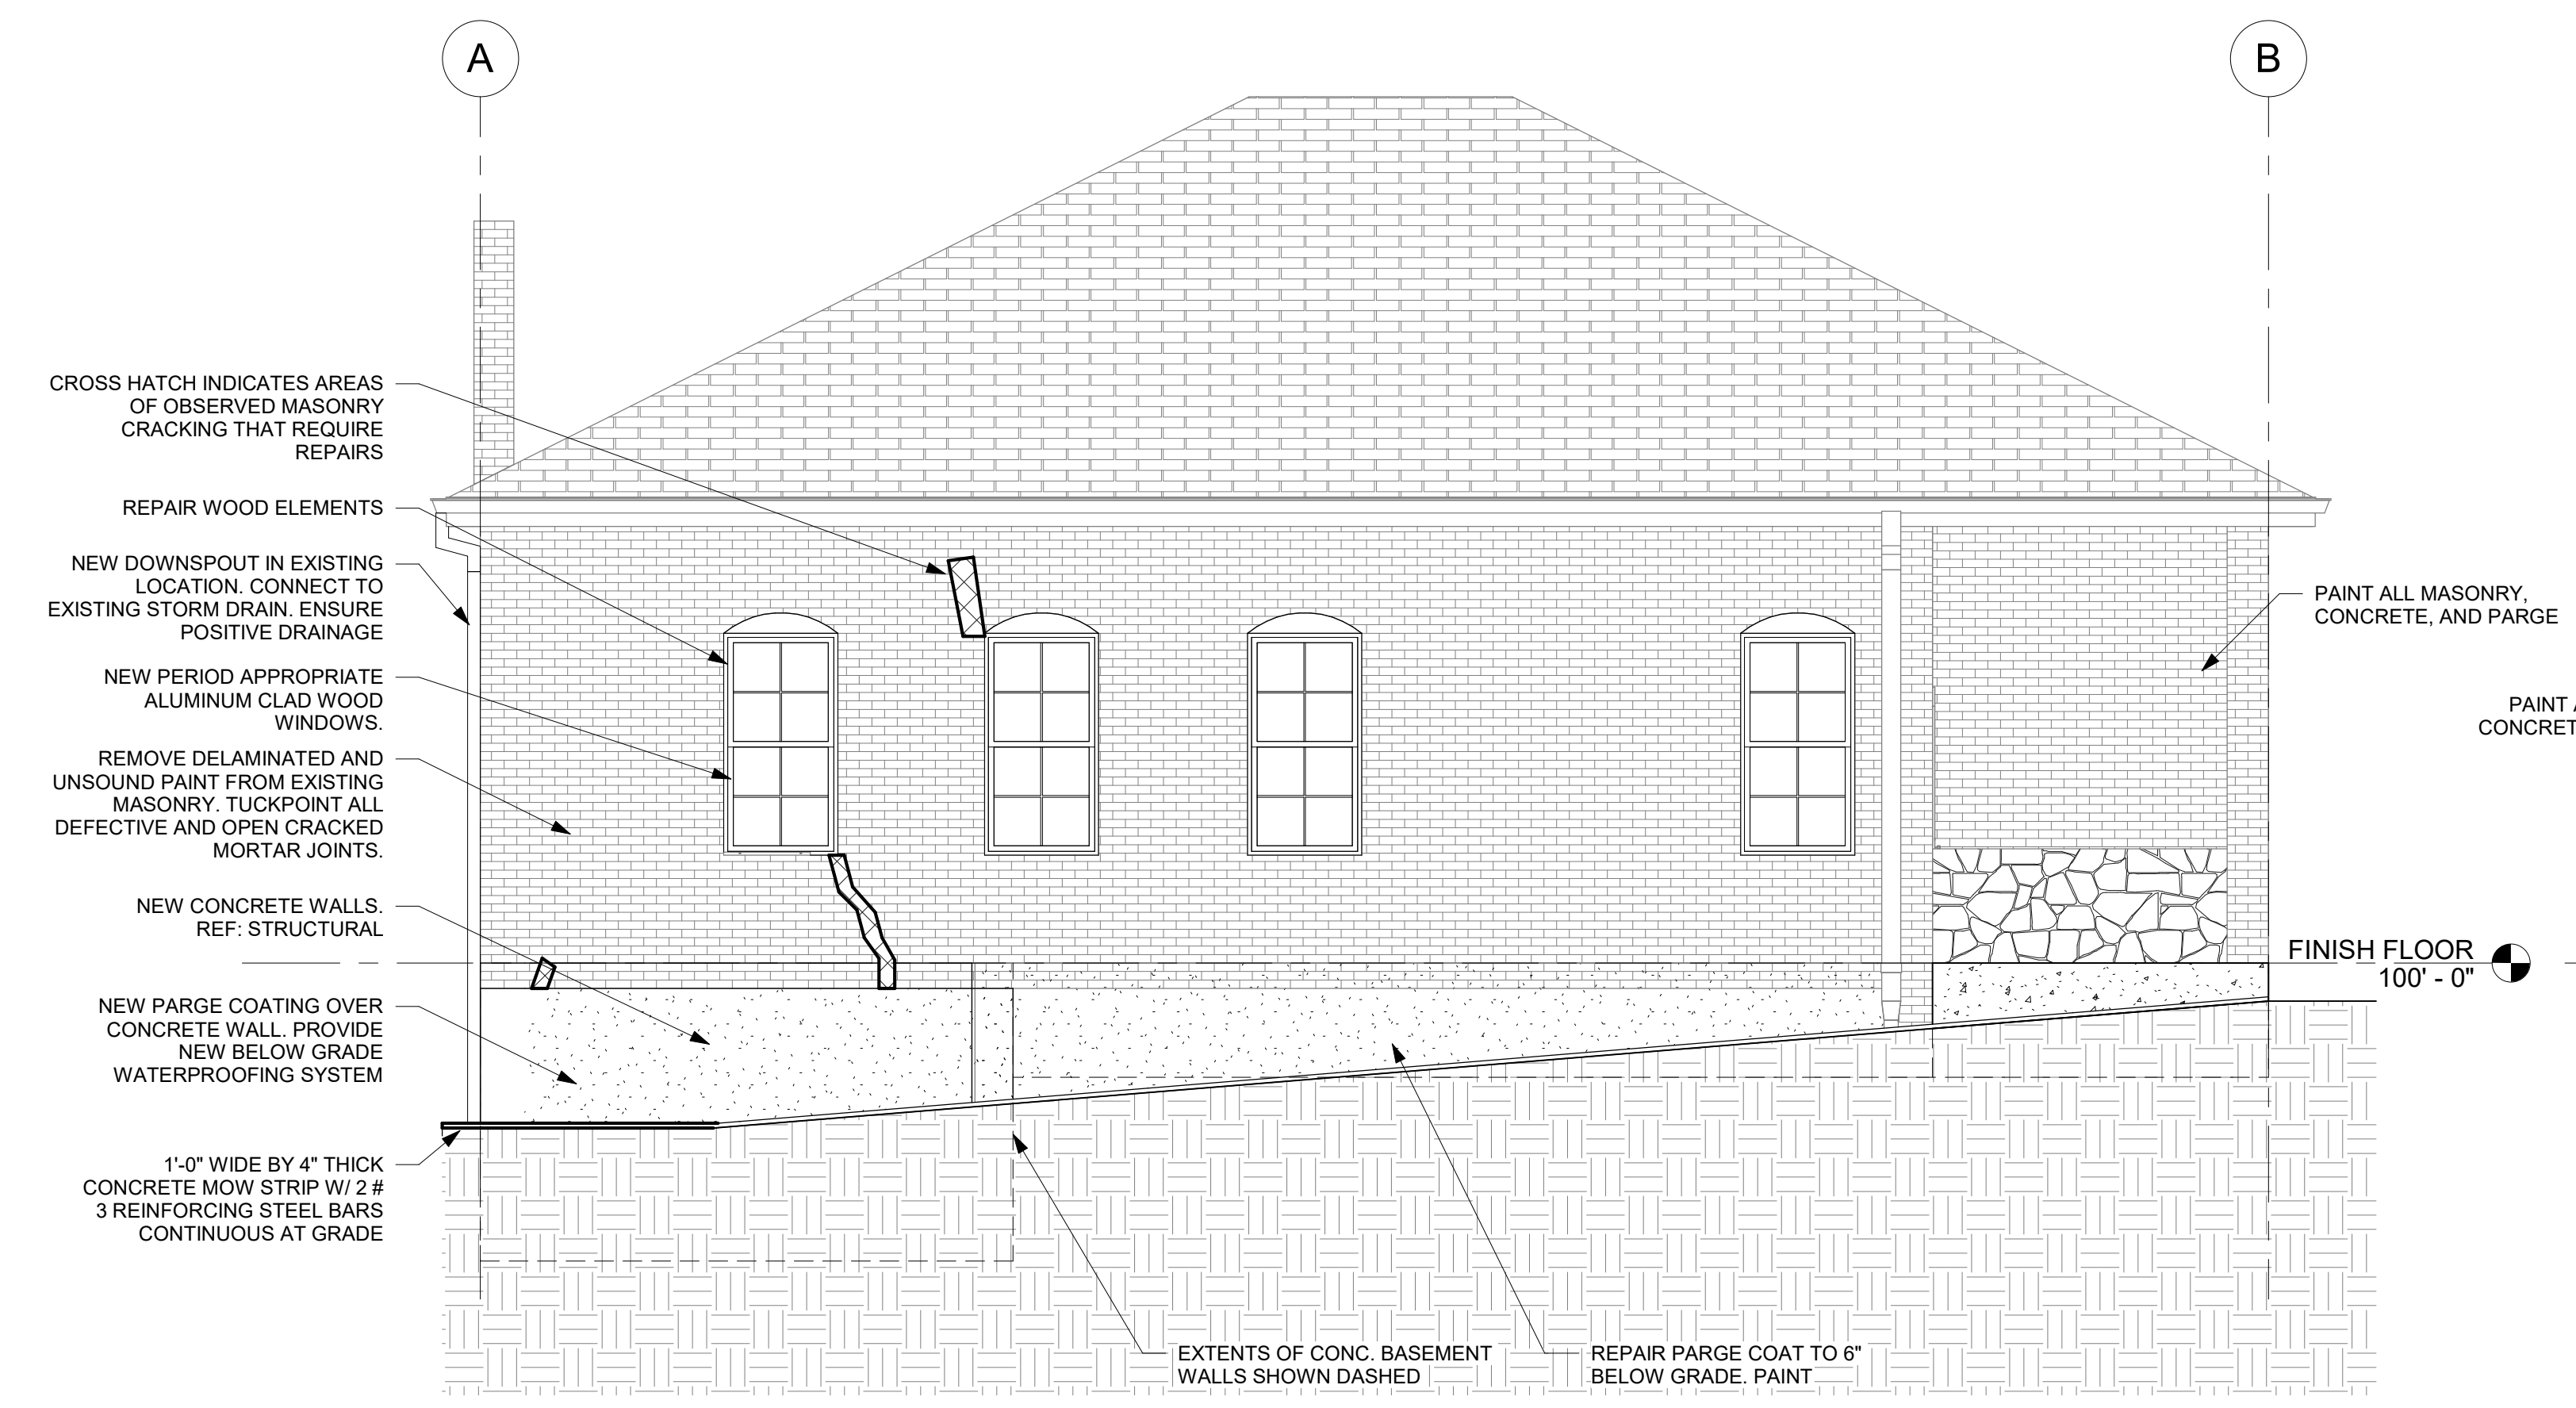 A
B
CROSS HATCH INDICATES AREAS
OF OBSERVED MASONRY
CRACKING THAT REQUIRE
REPAIRS
REPAIR WOOD ELEMENTS
NEW DOWNSPOUT IN EXISTING
LOCATION. CONNECT TO
EXISTING STORM DRAIN. ENSURE
POSITIVE DRAINAGE
NEW PERIOD APPROPRIATE
ALUMINUM CLAD WOOD
WINDOWS.
REMOVE DELAMINATED AND
UNSOUND PAINT FROM EXISTING
MASONRY. TUCKPOINT ALL
DEFECTIVE AND OPEN CRACKED
MORTAR JOINTS.
NEW CONCRETE WALLS.
REF: STRUCTURAL
NEW PARGE COATING OVER
CONCRETE WALL. PROVIDE
NEW BELOW GRADE
WATERPROOFING SYSTEM
1'-0" WIDE BY 4" THICK
CONCRETE MOW STRIP W/ 2 #
3 REINFORCING STEEL BARS
CONTINUOUS AT GRADE
EXTENTS OF CONC. BASEMENT
WALLS SHOWN DASHED
REPAIR PARGE COAT TO 6"
BELOW GRADE. PAINT
PAINT ALL MASONRY,
CONCRETE, AND PARGE
PAINT
CONCRET
FINISH FLOOR
100' - 0"